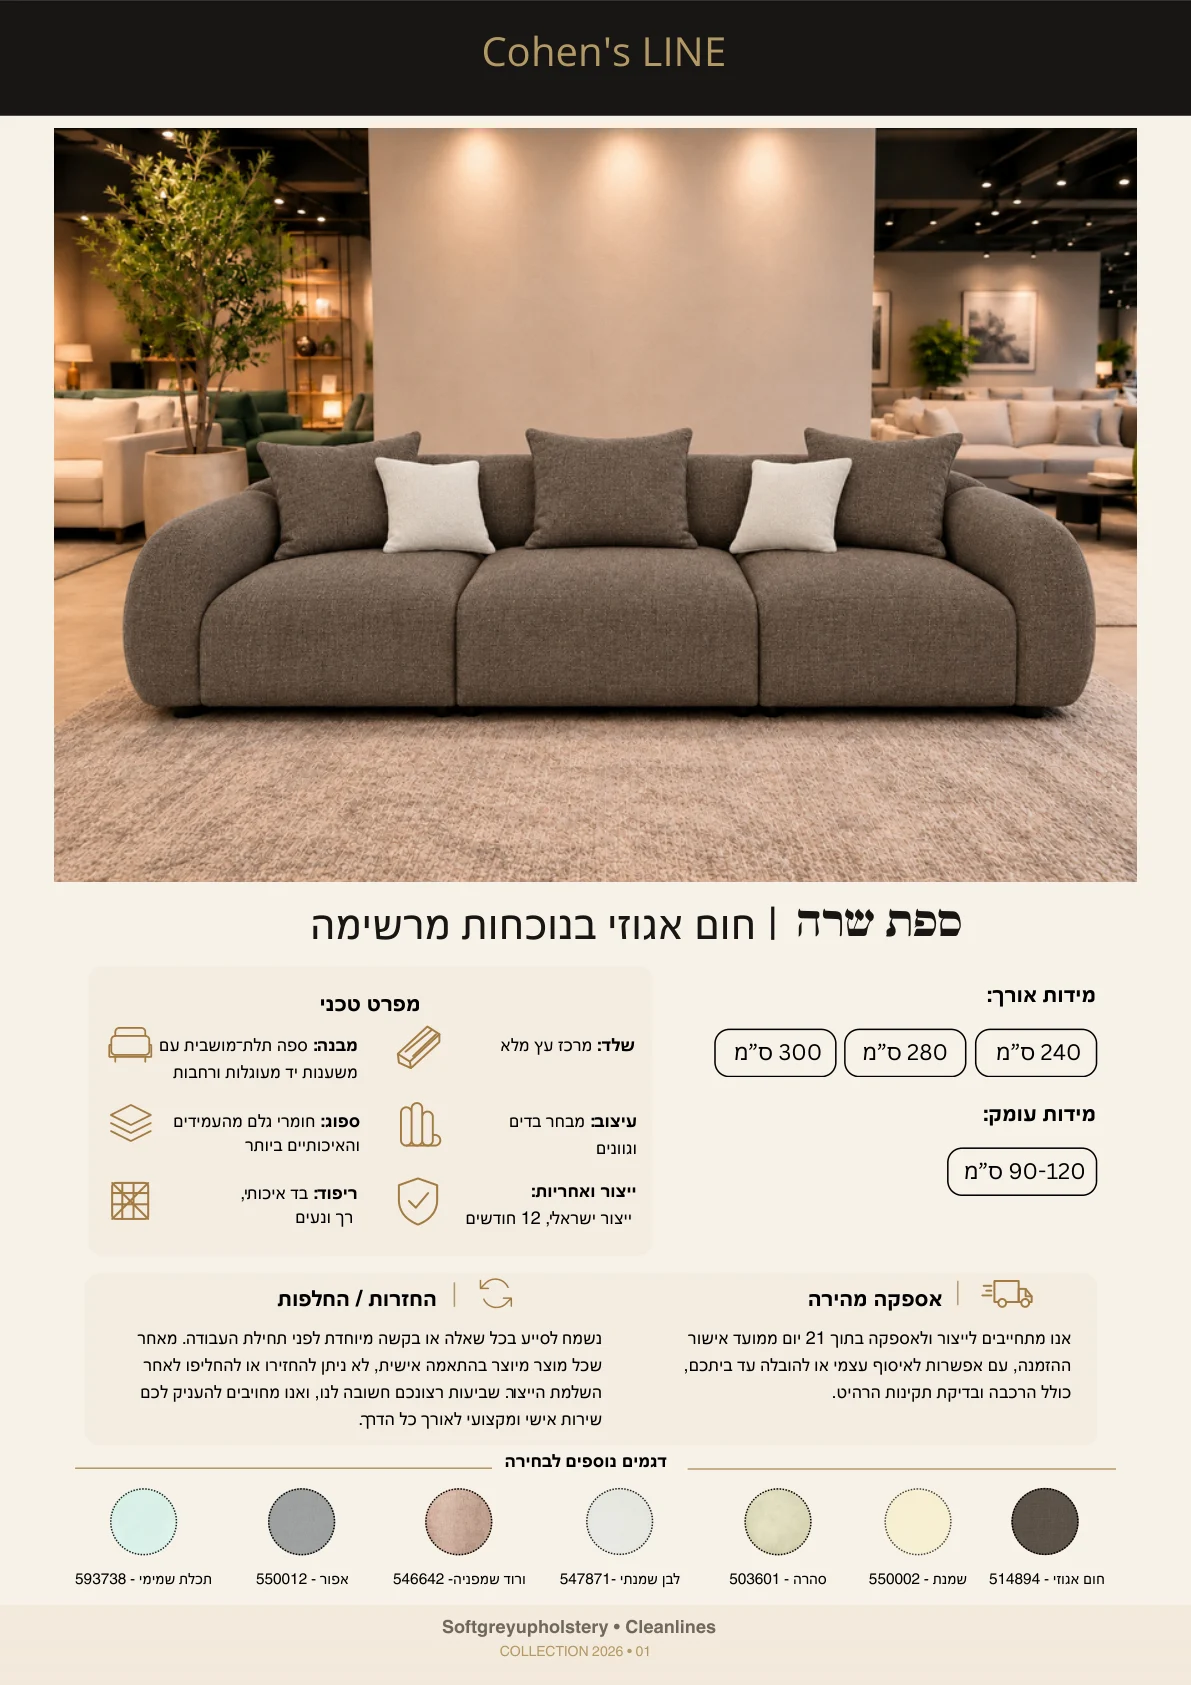 Cohen's LINE
ספת שרה | חום אגוזי בנוכחות מרשימה
מידות אורך:
240 ס״מ
280 ס״מ
300 ס״מ
מידות עומק:
90-120 ס״מ
מפרט טכני
שלד: מרכז עץ מלא
מבנה: ספה תלת־מושבית עם
משענות יד מעוגלות ורחבות
עיצוב: מבחר בדים
וגוונים
ספוג: חומרי גלם מהעמידים
והאיכותיים ביותר
ייצור ואחריות:
ייצור ישראלי, 12 חודשים
ריפוד: בד איכותי,
רך ונעים
אספקה מהירה
אנו מתחייבים לייצור ולאספקה בתוך 21 יום ממועד אישור
ההזמנה, עם אפשרות לאיסוף עצמי או להובלה עד ביתכם,
כולל הרכבה ובדיקת תקינות הרהיט.
החזרות / החלפות
נשמח לסייע בכל שאלה או בקשה מיוחדת לפני תחילת העבודה. מאחר
שכל מוצר מיוצר בהתאמה אישית, לא ניתן להחזירו או להחליפו לאחר
השלמת הייצור. שביעות רצונכם חשובה לנו, ואנו מחויבים להעניק לכם
שירות אישי ומקצועי לאורך כל הדרך.
דגמים נוספים לבחירה
חום אגוזי - 514894
שמנת - 550002
סהרה - 503601
לבן שמנתי -547871
ורוד שמפניה- 546642
אפור - 550012
תכלת שמימי - 593738
Softgreyupholstery • Cleanlines
COLLECTION 2026 • 01